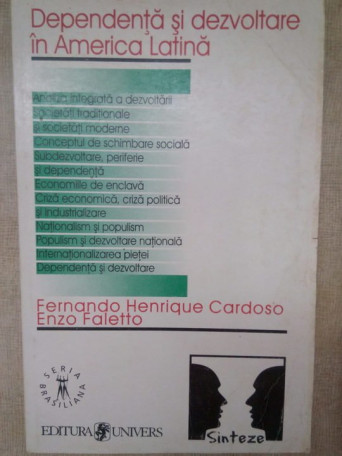 Dependență și dezvoltare
în America Latină
Analiza integrată a dezvoltării
Societăți tradiționale
și societăți moderne
Conceptul de schimbare socială
Subdezvoltare, periferie
și dependență
Economiile de enclavă
Criză economică, criză politică
și industrializare
Naționalism și populism
Populism și dezvoltare națională
Internaționalizarea pieței
Dependență și dezvoltare
Fernando Henrique Cardoso
Enzo Faletto
SERIA
BRASILIANA
EDITURA UNIVERS
Sinteze